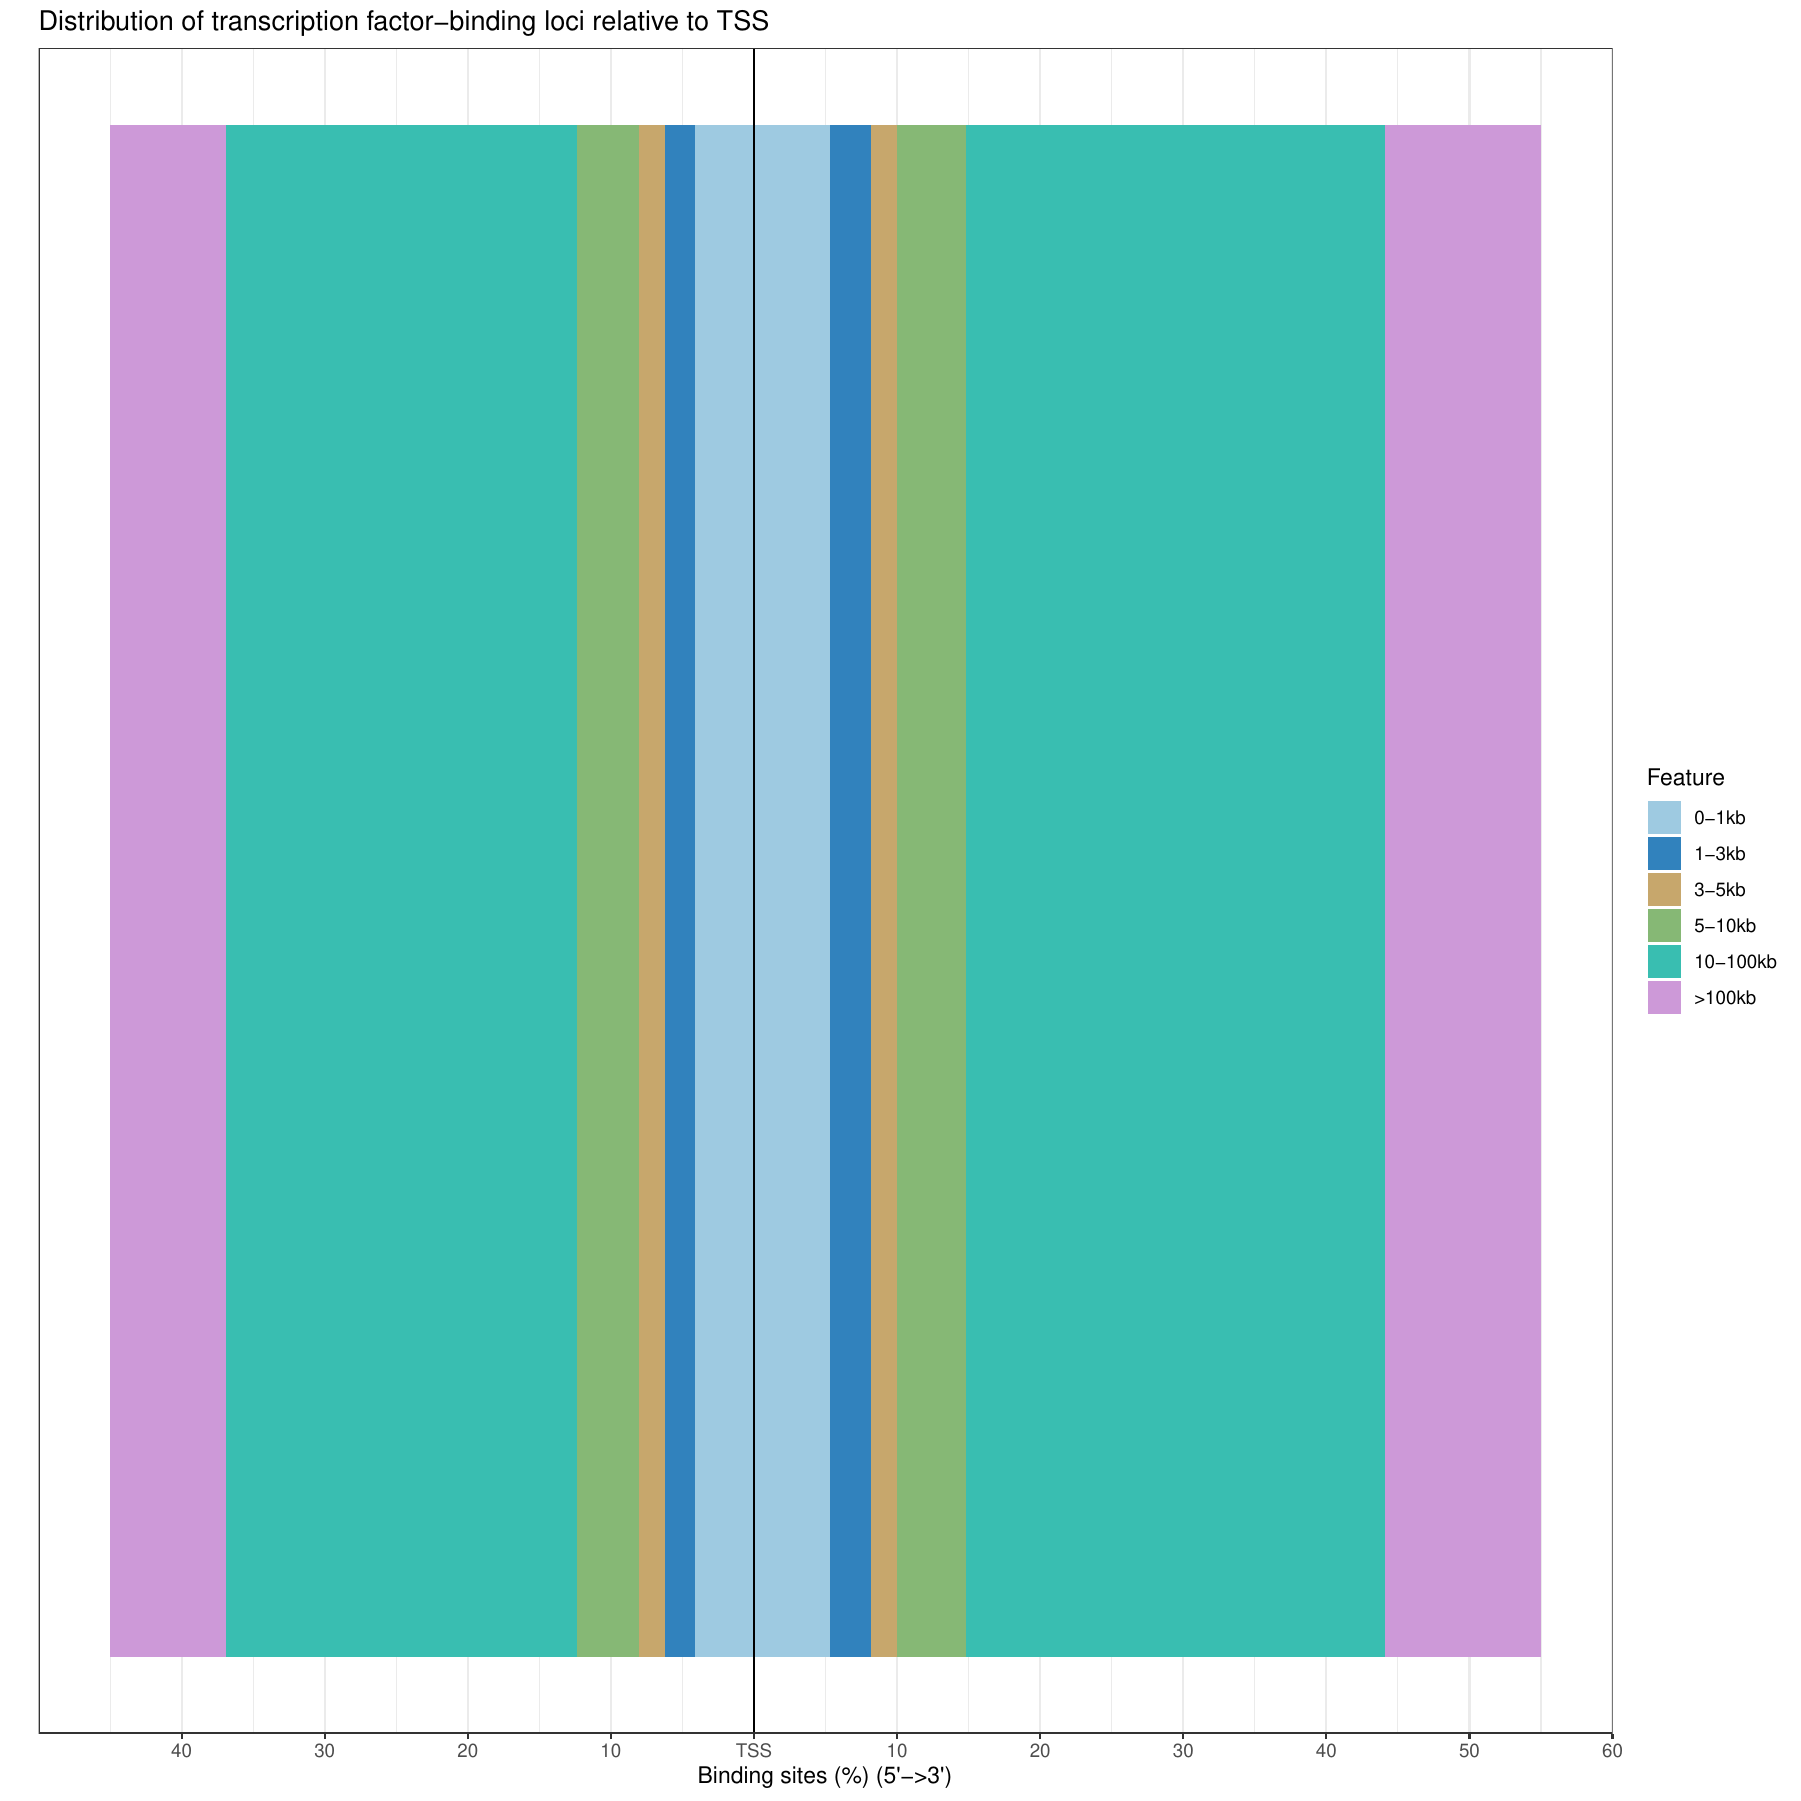 Distribution of transcription factor−binding loci relative to TSS
Feature
0−1kb
1−3kb
3−5kb
5−10kb
10−100kb
>100kb
40 30 20 10 TSS 10 20 30 40 50 60
Binding sites (%) (5'−>3')